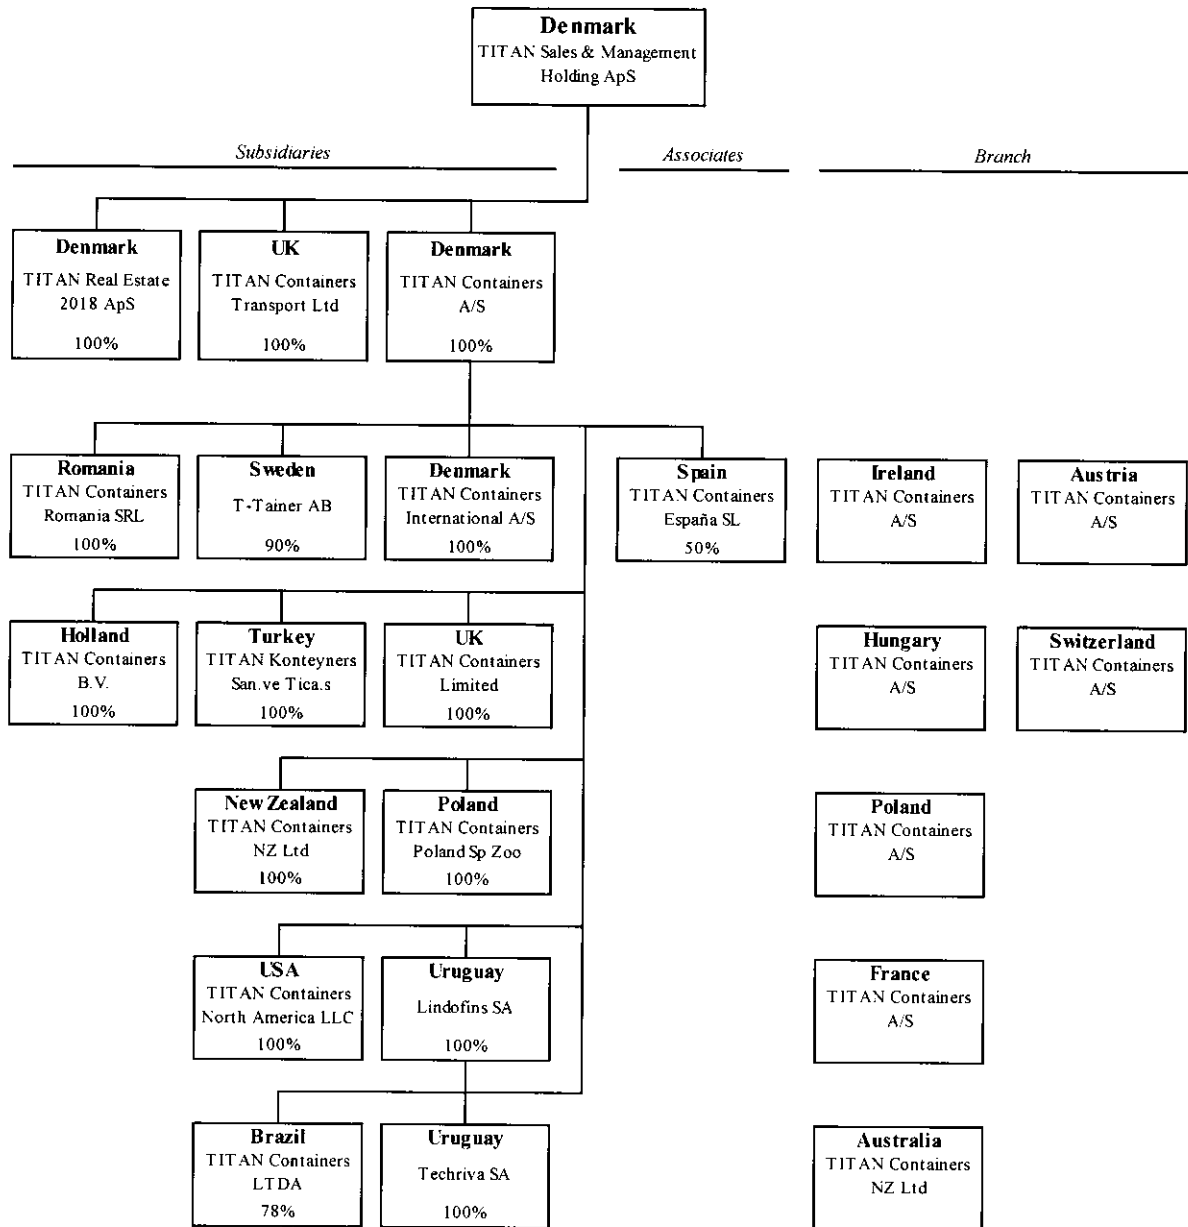 Denmark
TITAN Sales & Management
Holding ApS
Subsidiaries
Associates
Branch
Denmark
TITAN Real Estate
2018 ApS
100%
UK
TITAN Containers
Transport Ltd
100%
Denmark
TITAN Containers
A/S
100%
Romania
TITAN Containers
Romania SRL
100%
Sweden
T-Tainer AB
90%
Denmark
TITAN Containers
International A/S
100%
Spain
TITAN Containers
España SL
50%
Ireland
TITAN Containers
A/S
Austria
TITAN Containers
A/S
Holland
TITAN Containers
B.V.
100%
Turkey
TITAN Konteyners
San.ve Tica.s
100%
UK
TITAN Containers
Limited
100%
Hungary
TITAN Containers
A/S
Switzerland
TITAN Containers
A/S
New Zealand
TITAN Containers
NZ Ltd
100%
Poland
TITAN Containers
Poland Sp Zoo
100%
Poland
TITAN Containers
A/S
USA
TITAN Containers
North America LLC
100%
Uruguay
Lindofins SA
100%
France
TITAN Containers
A/S
Brazil
TITAN Containers
LTDA
78%
Uruguay
Techriva SA
100%
Australia
TITAN Containers
NZ Ltd